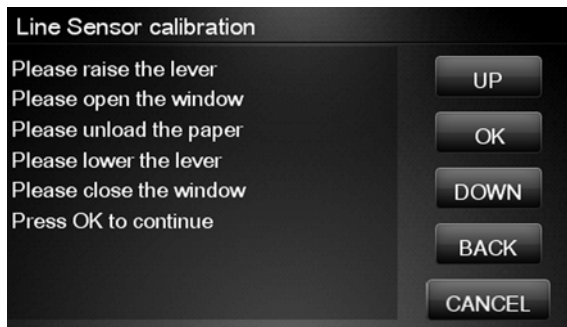 Line Sensor calibration
Please raise the lever
Please open the window
Please unload the paper
Please lower the lever
Please close the window
Press OK to continue
UP
OK
DOWN
BACK
CANCEL